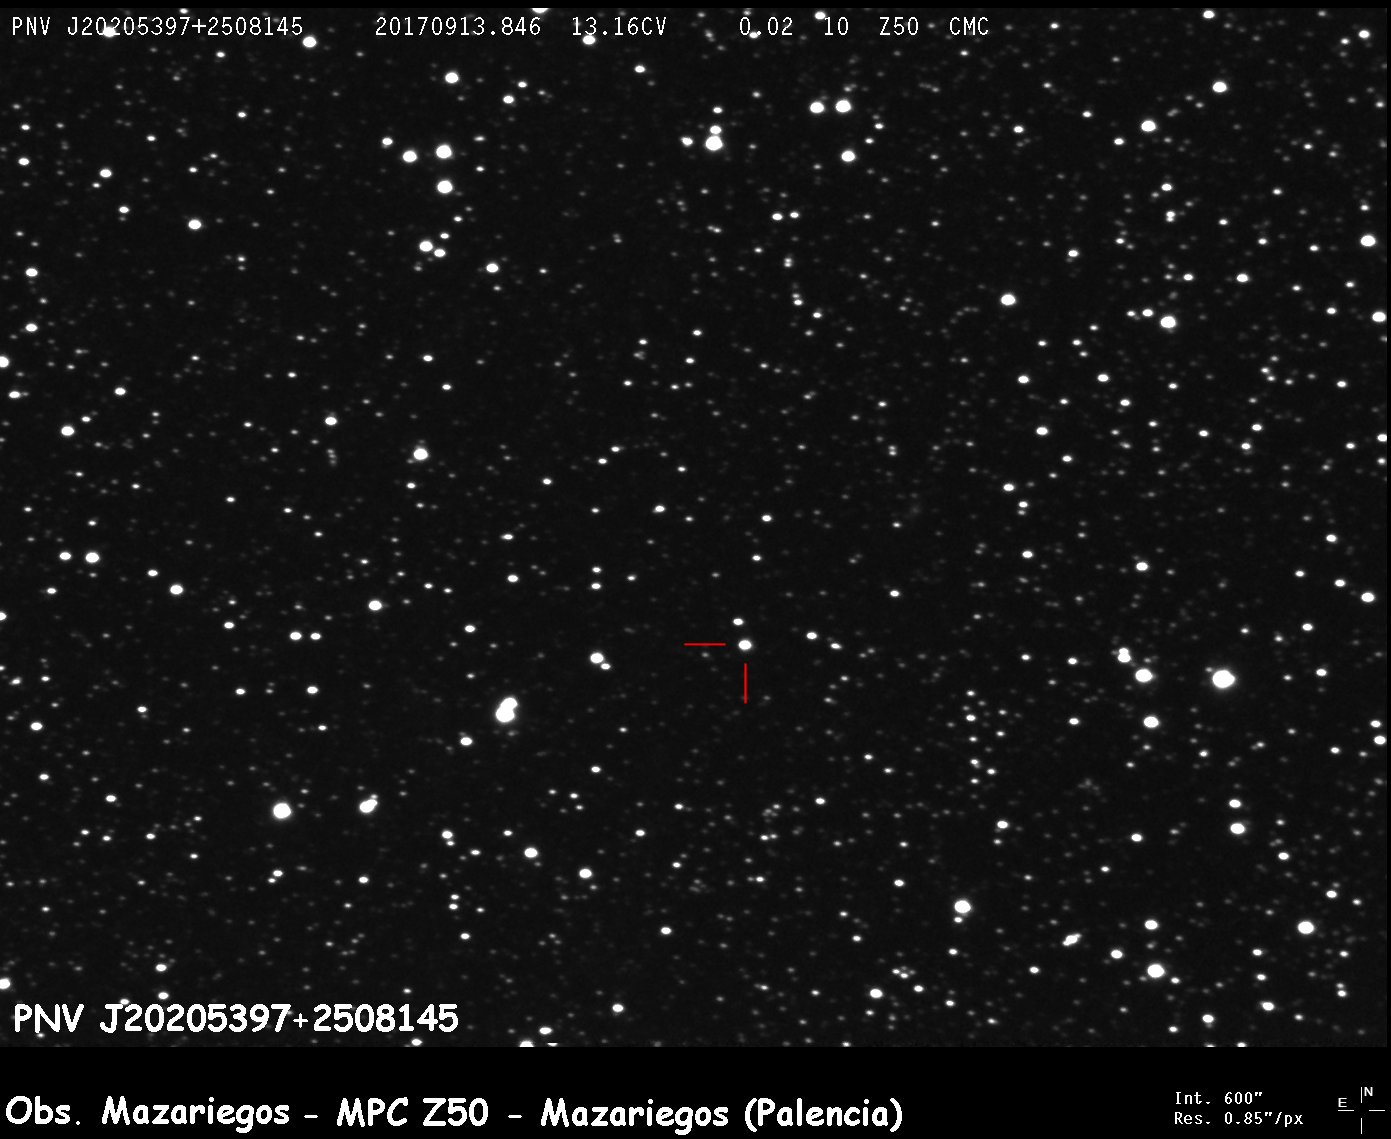 PNV J20205397+2508145 20170913.846 13.16CV 0.02 10 Z50 CMC
PNV J20205397+2508145
Obs. Mazariegos - MPC Z50 - Mazariegos (Palencia)
Int. 600"
Res. 0.85"/px
N
E